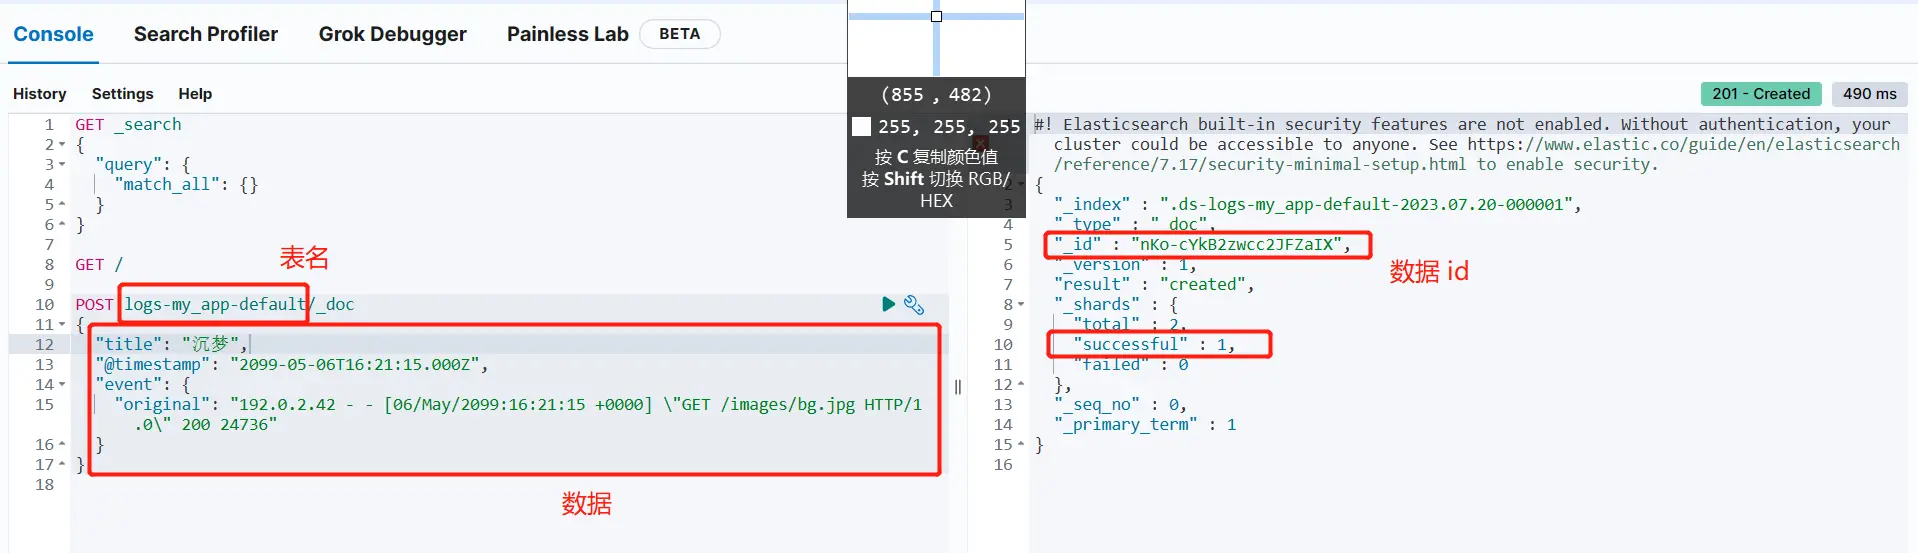 Console Search Profiler Grok Debugger Painless Lab BETA
History Settings Help
1 GET _search
2 {
3 "query": {
4 "match_all": {}
5 }
6 }
7
8 GET /
9
10 POST logs-my_app-default/_doc
11 {
12 "title": "沉梦",
13 "@timestamp": "2099-05-06T16:21:15.000Z",
14 "event": {
15 "original": "192.0.2.42 - - [06/May/2099:16:21:15 +0000] \"GET /images/bg.jpg HTTP/1
.0\" 200 24736"
16 }
17 }
18
表名
数据
(855 , 482)
255, 255, 255
按 C 复制颜色值
按 Shift 切换 RGB/
HEX
201 - Created 490 ms
#! Elasticsearch built-in security features are not enabled. Without authentication, your
cluster could be accessible to anyone. See https://www.elastic.co/guide/en/elasticsearch
/reference/7.17/security-minimal-setup.html to enable security.
2 {
3 "_index" : ".ds-logs-my_app-default-2023.07.20-000001",
4 "_type" : "_doc",
5 "_id" : "nKo-cYkB2zwcc2JFZaIX",
6 "_version" : 1,
7 "result" : "created",
8 "_shards" : {
9 "total" : 2,
10 "successful" : 1,
11 "failed" : 0
12 },
13 "_seq_no" : 0,
14 "_primary_term" : 1
15 }
16
数据 id